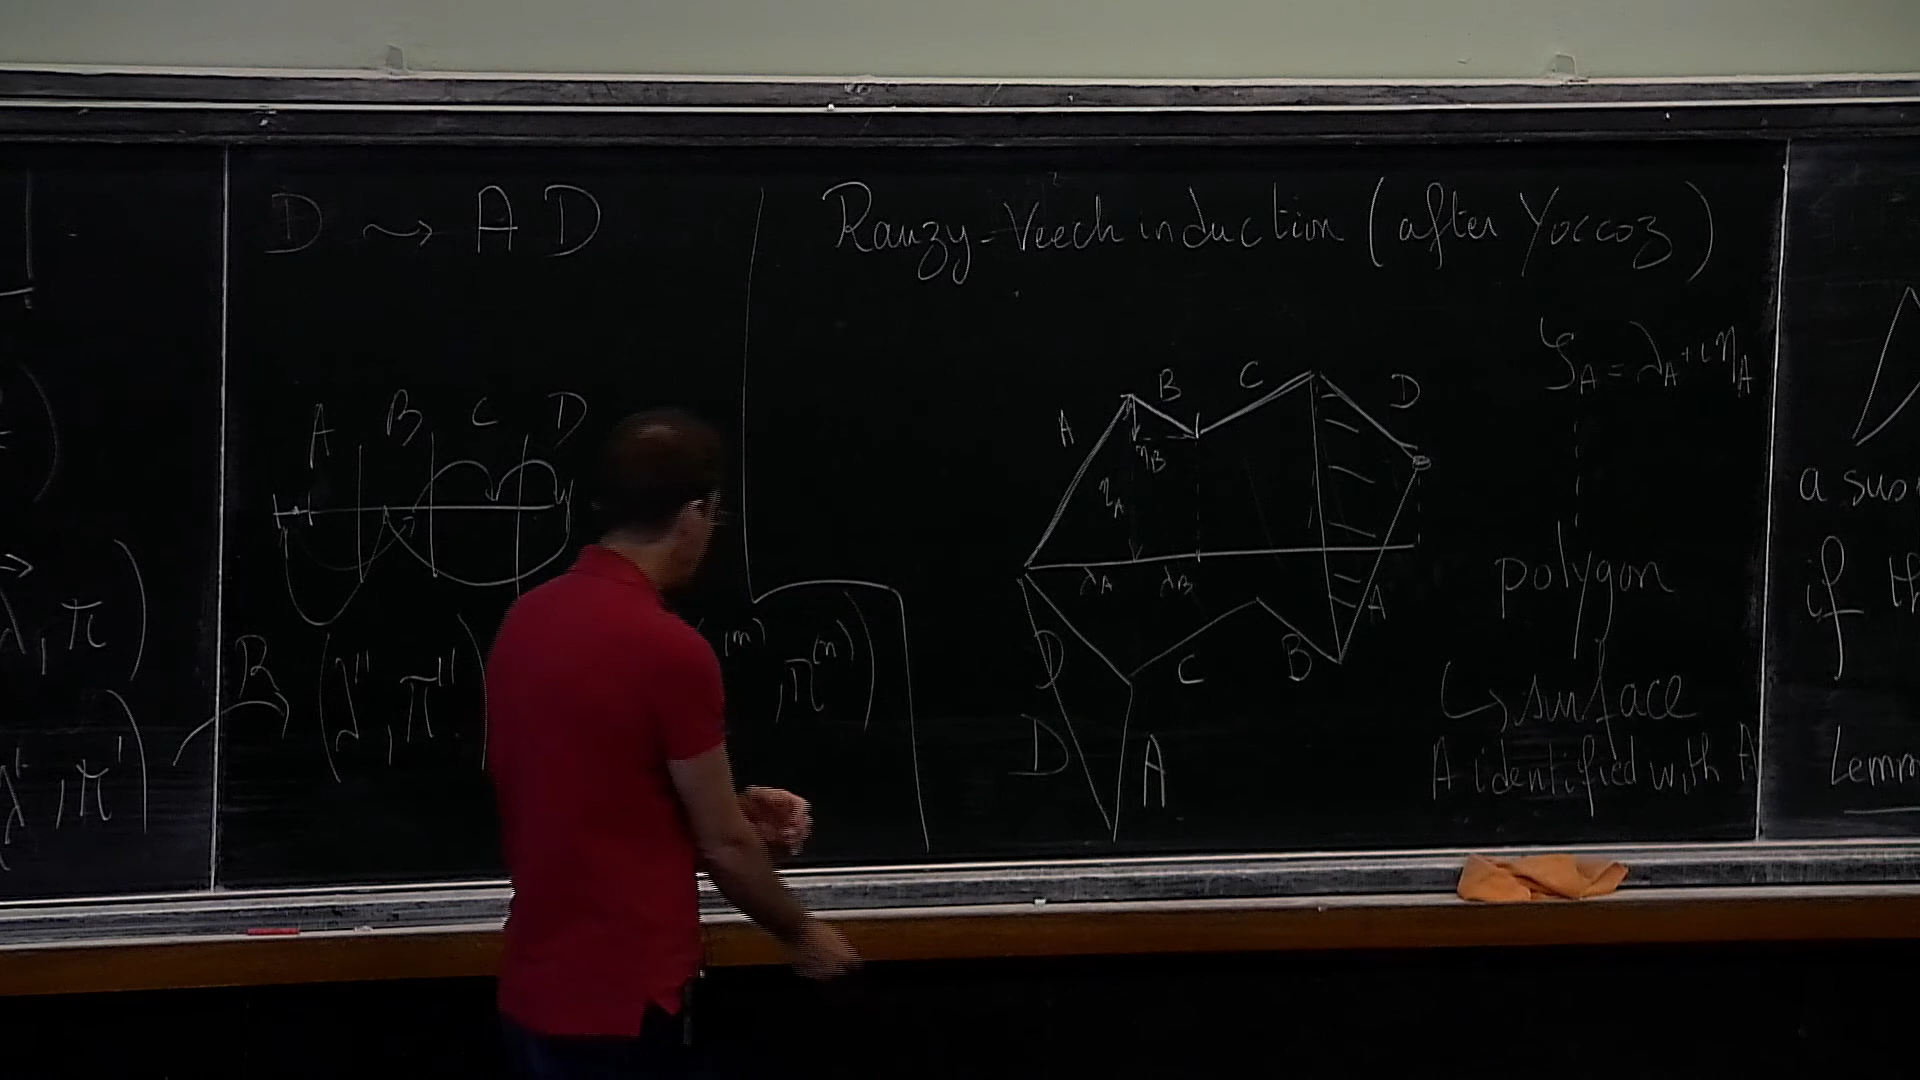 D ⇝ A D
Rauzy-Veech induction (after Yoccoz)
ζ_A = λ_A + i η_A
A B C D
A B C D
η_B
η_A
λ_A λ_B
polygon
D C B A
D A
↪ surface
A identified with A
λ, π)
R (λ'', π'')
(n) , π^(n))
λ', π')
a sus
if th
Lemm